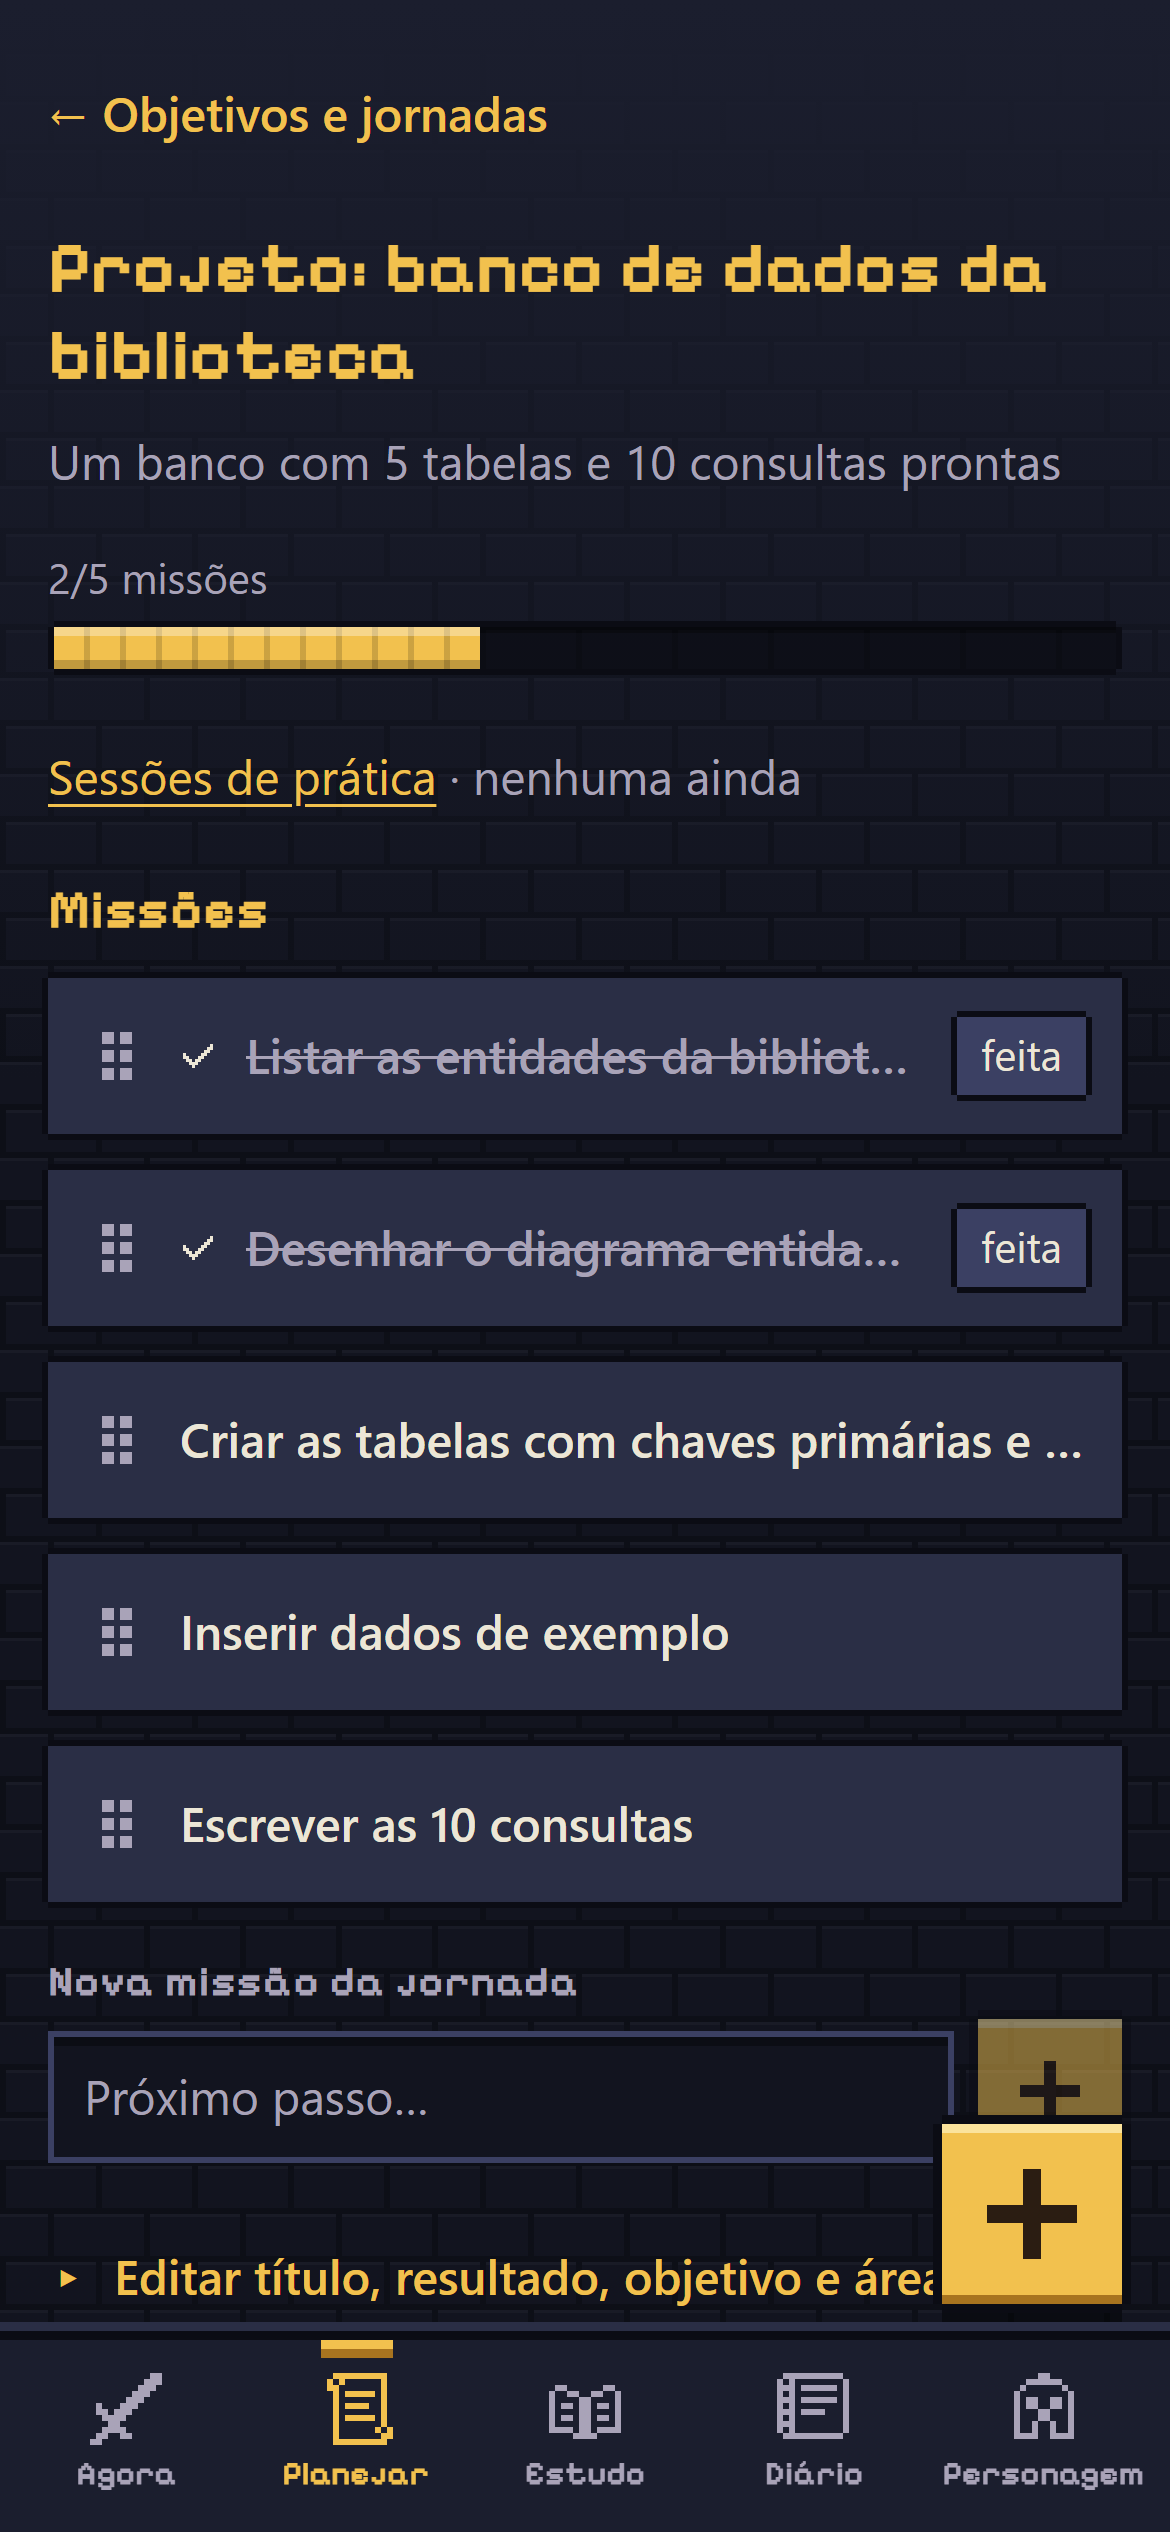 ← Objetivos e jornadas
Projeto: banco de dados da
biblioteca
Um banco com 5 tabelas e 10 consultas prontas
2/5 missões
Sessões de prática · nenhuma ainda
Missões
Listar as entidades da bibliot... feita
Desenhar o diagrama entida... feita
Criar as tabelas com chaves primárias e ...
Inserir dados de exemplo
Escrever as 10 consultas
Nova missão da jornada
Próximo passo...
+
+
Editar título, resultado, objetivo e área
Agora Planejar Estudo Diário Personagem